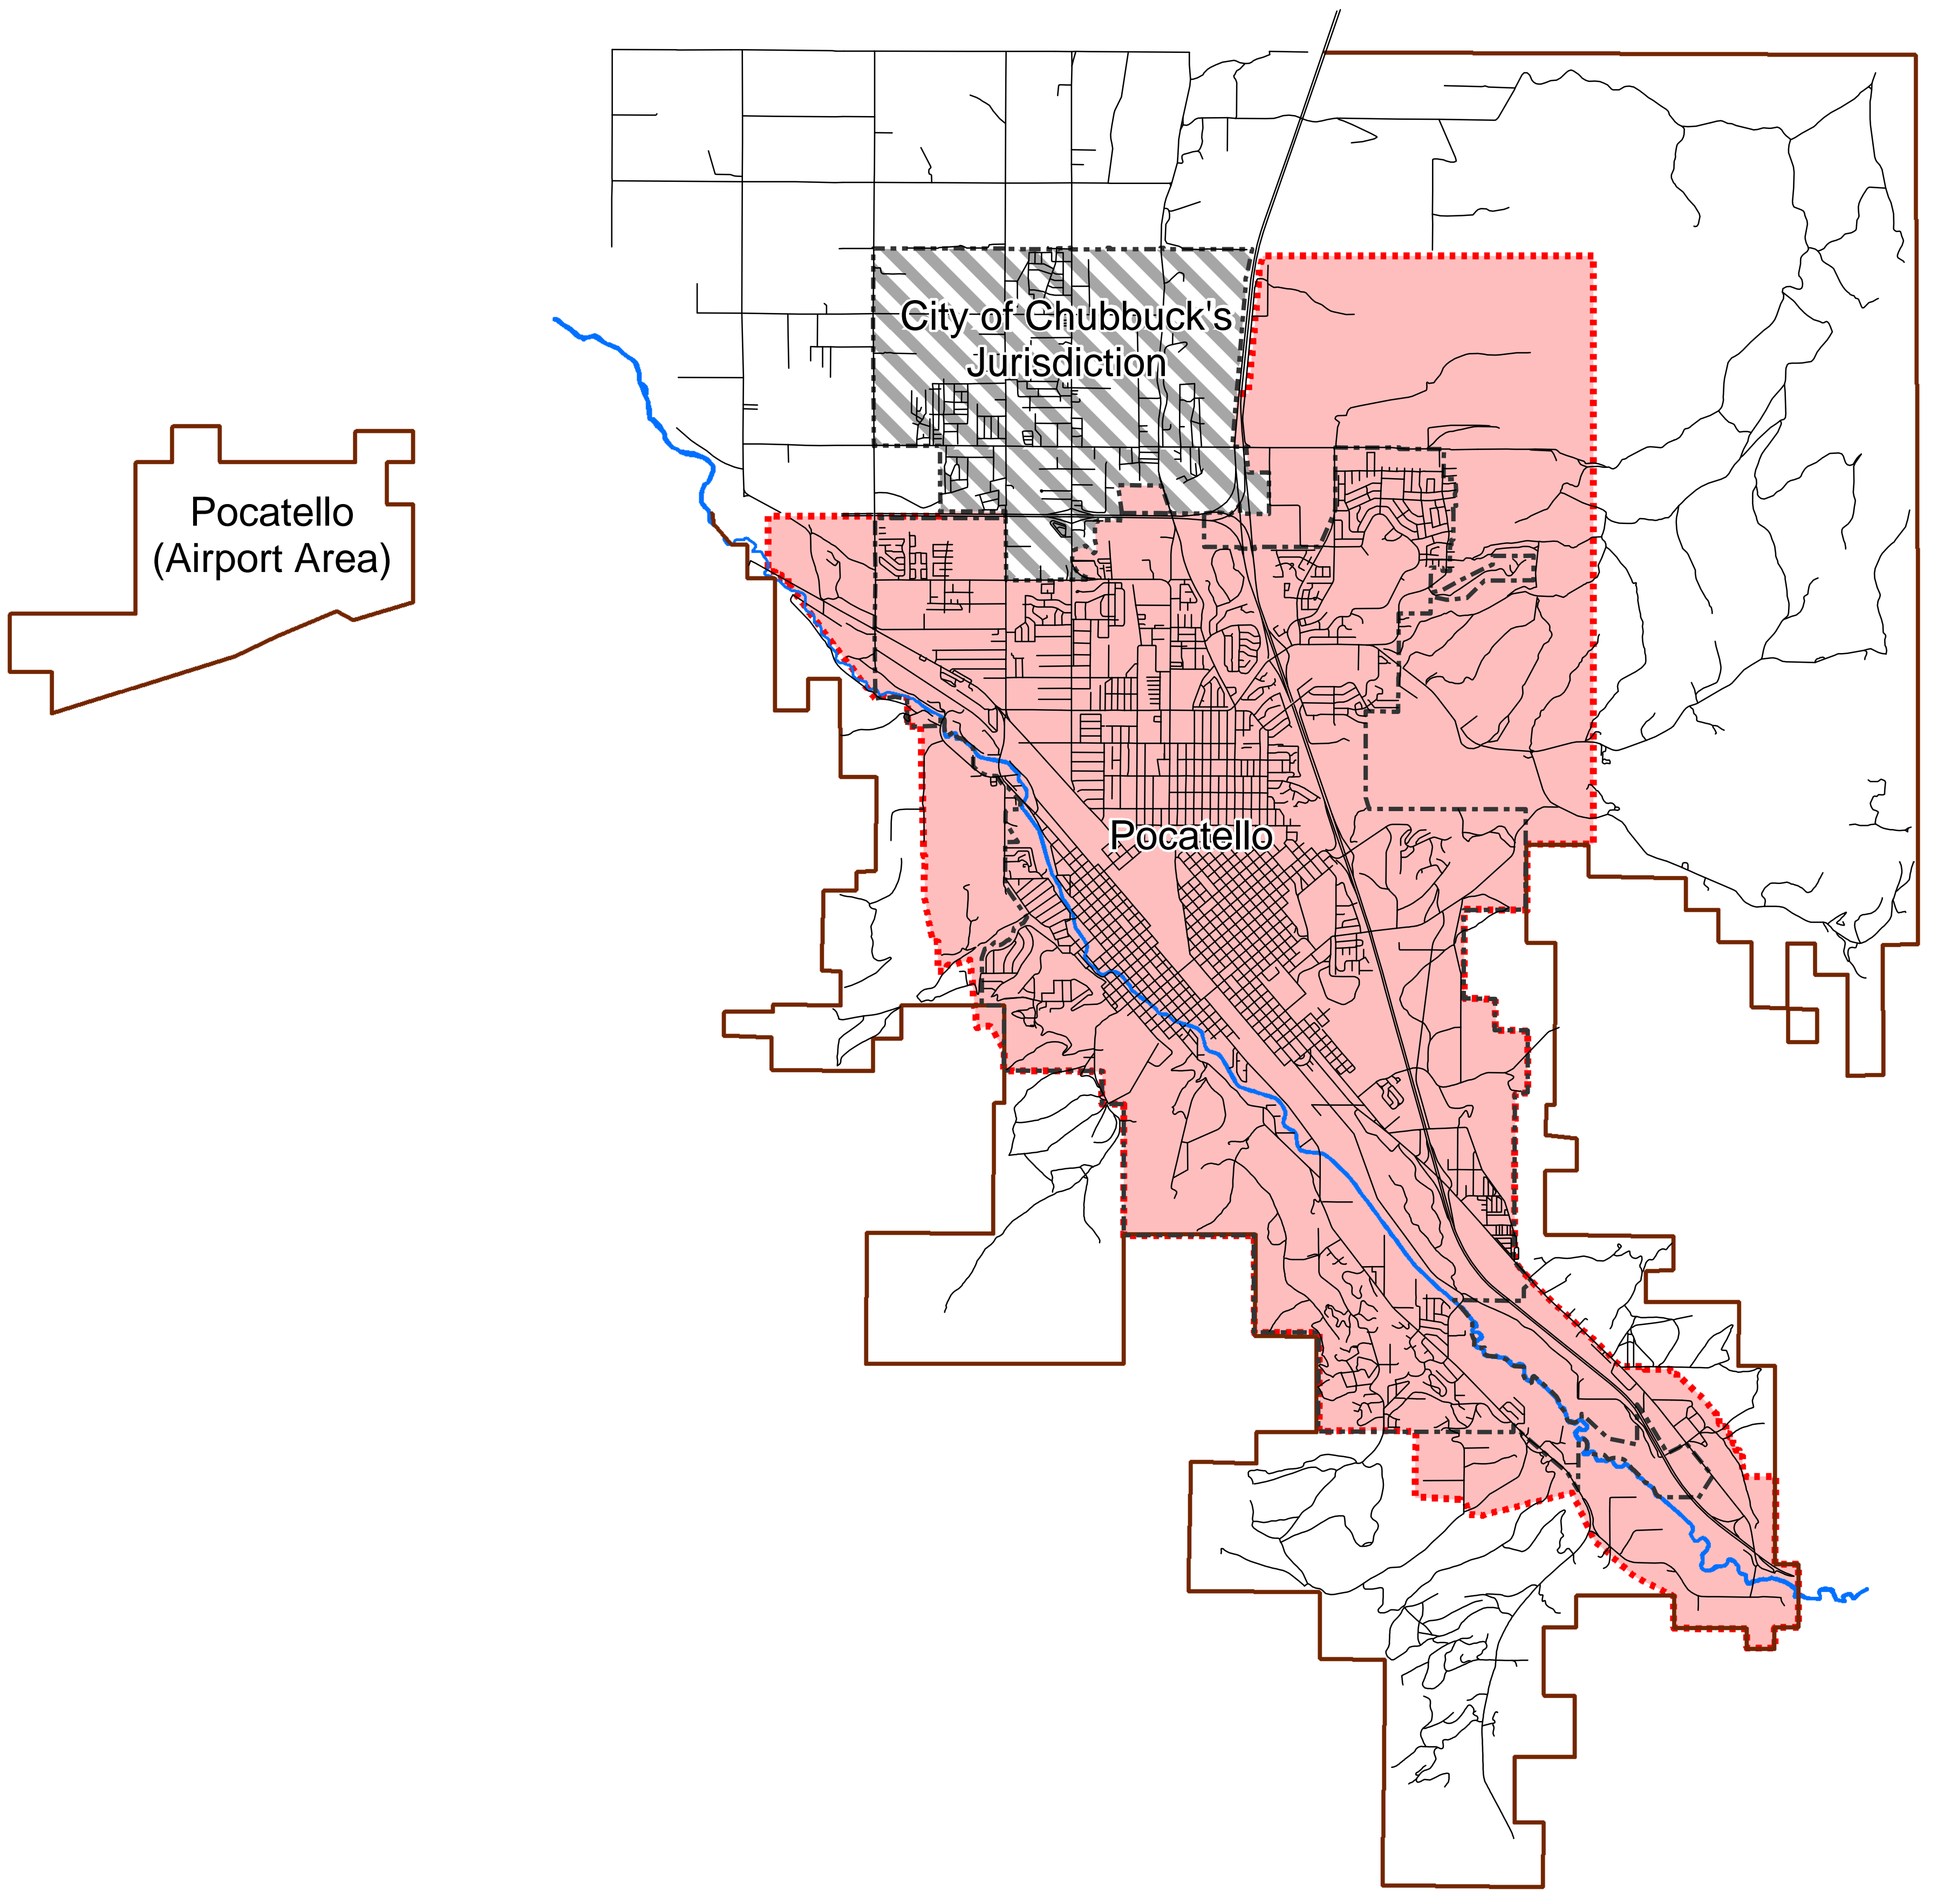 City of Chubbuck's
Jurisdiction
Pocatello
(Airport Area)
Pocatello